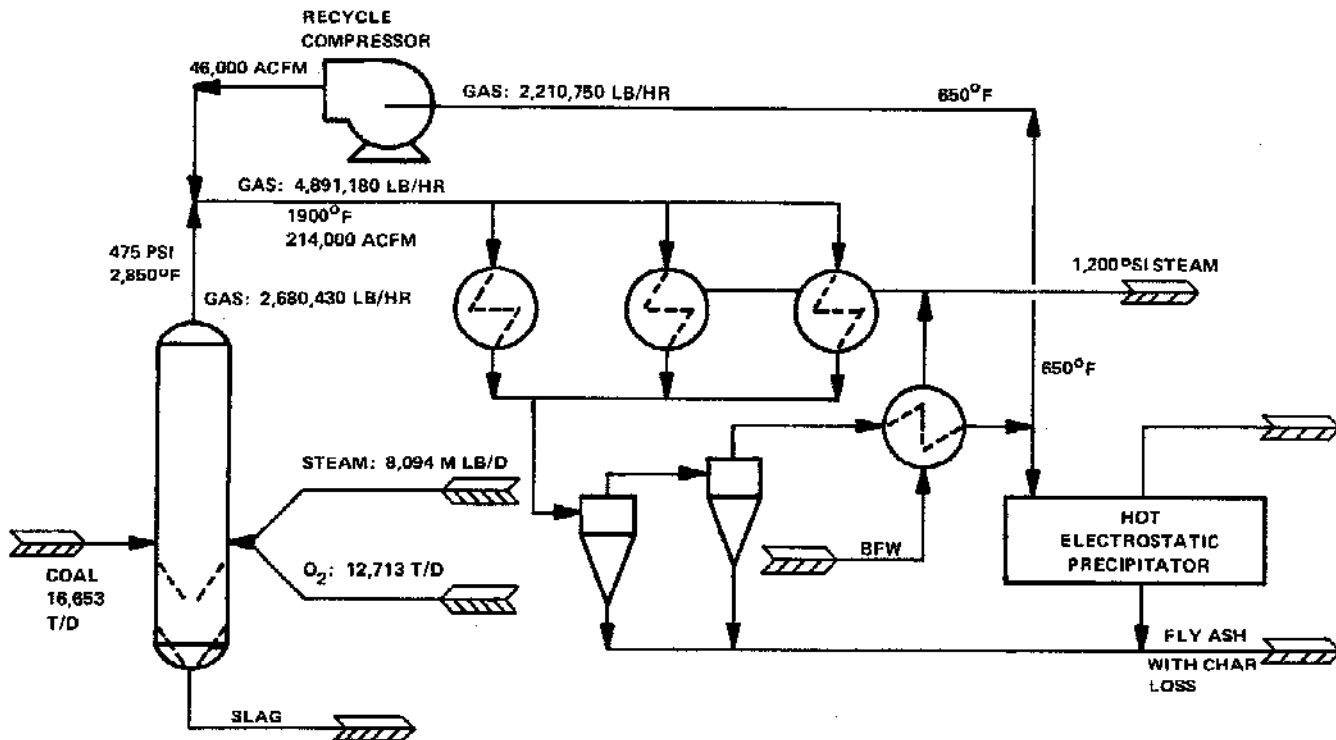 RECYCLE
COMPRESSOR
46,000 ACFM
GAS: 2,210,750 LB/HR
650°F
GAS: 4,891,180 LB/HR
1900°F
214,000 ACFM
475 PSI
2,850°F
1,200 PSI STEAM
GAS: 2,680,430 LB/HR
650°F
STEAM: 8,094 M LB/D
HOT
ELECTROSTATIC
PRECIPITATOR
BFW
O2: 12,713 T/D
COAL
16,653
T/D
FLY ASH
WITH CHAR
LOSS
SLAG